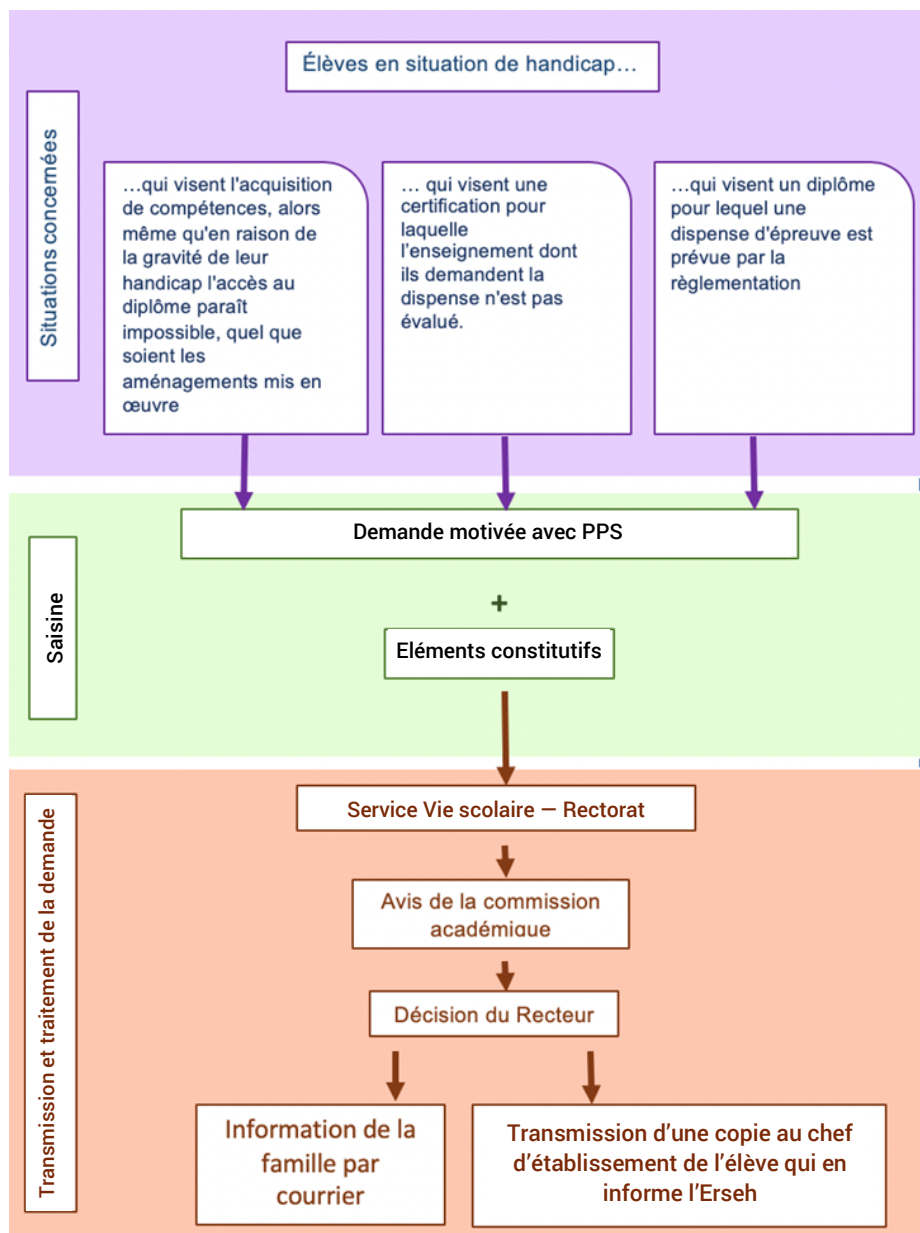 Élèves en situation de handicap…
Situations concernées
…qui visent l'acquisition
de compétences, alors
même qu'en raison de
la gravité de leur
handicap l'accès au
diplôme paraît
impossible, quel que
soient les
aménagements mis en
œuvre
… qui visent une
certification pour
laquelle
l'enseignement dont
ils demandent la
dispense n'est pas
évalué.
…qui visent un diplôme
pour lequel une
dispense d'épreuve est
prévue par la
règlementation
Saisine
Demande motivée avec PPS
+
Eléments constitutifs
Transmission et traitement de la demande
Service Vie scolaire – Rectorat
Avis de la commission
académique
Décision du Recteur
Information de la
famille par
courrier
Transmission d’une copie au chef
d’établissement de l’élève qui en
informe l’Erseh